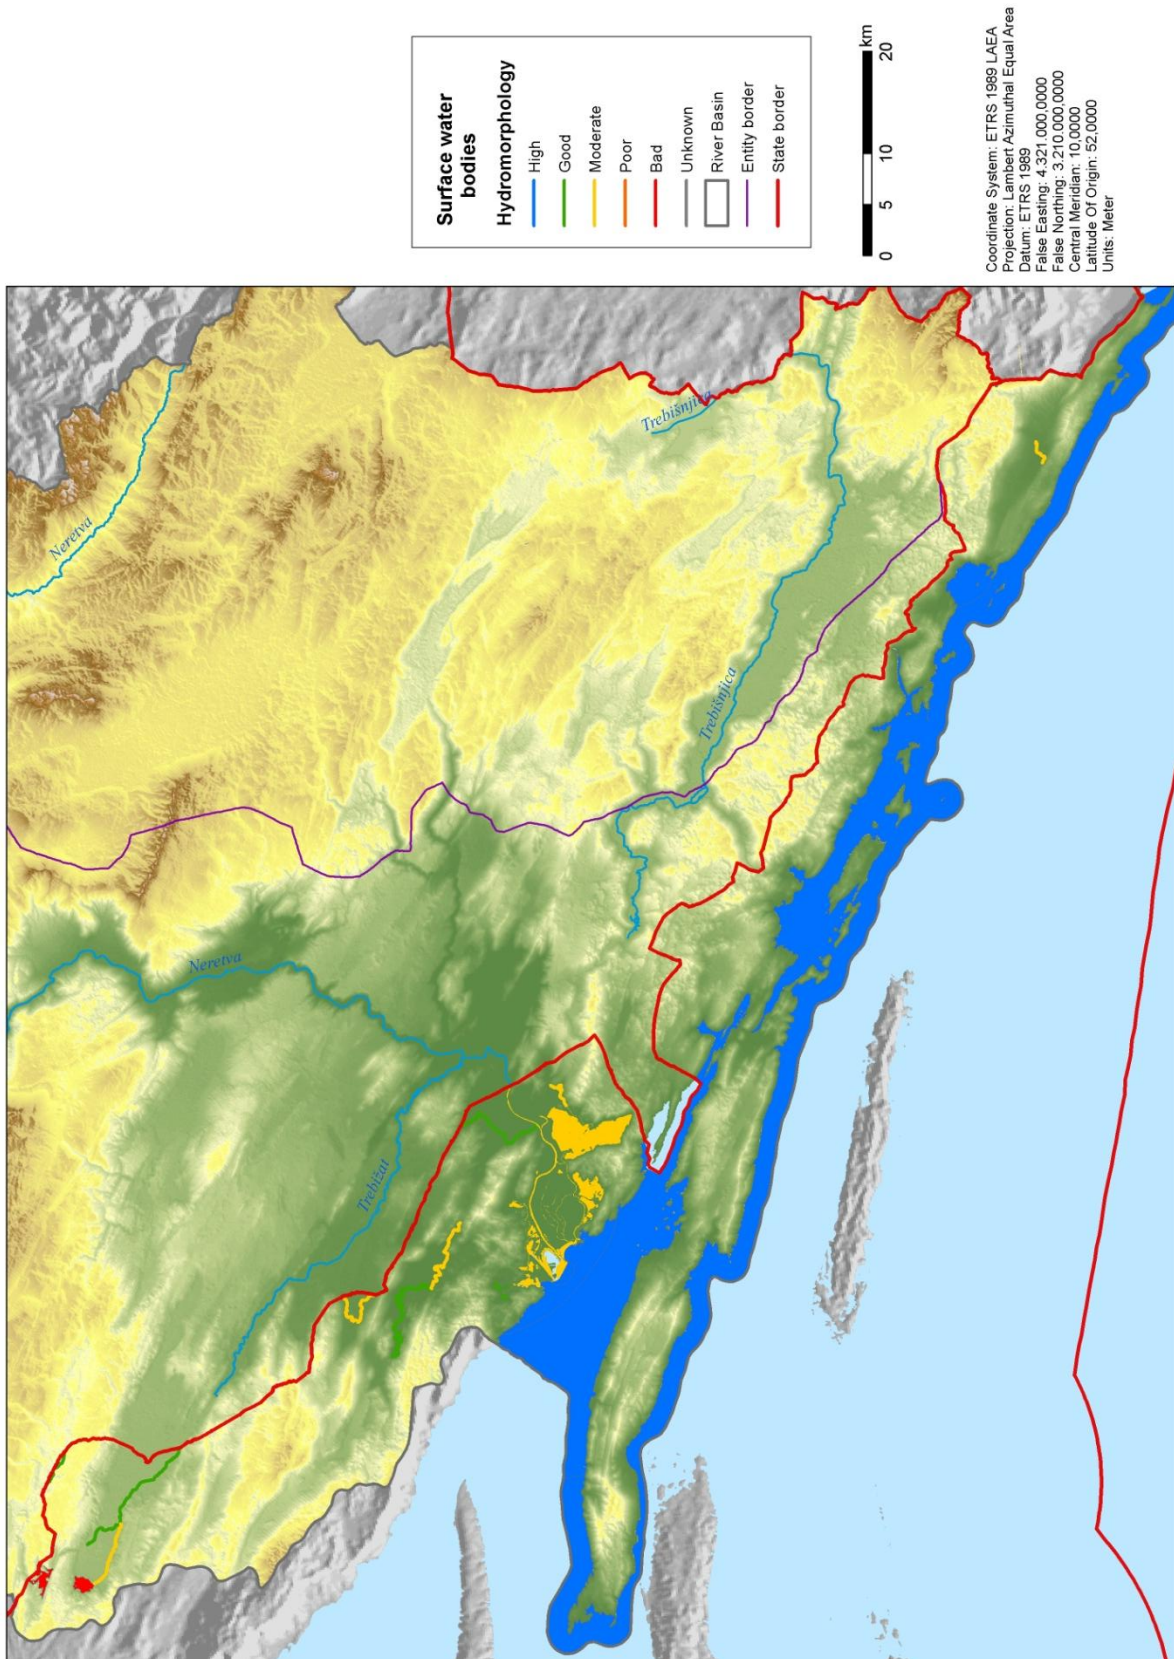 Surface water
bodies
Hydromorphology
High
Good
Moderate
Poor
Bad
Unknown
River Basin
Entity border
State border
0 5 10 20
km
Coordinate System: ETRS 1989 LAEA
Projection: Lambert Azimuthal Equal Area
Datum: ETRS 1989
False Easting: 4.321.000,0000
False Northing: 3.210.000,0000
Central Meridian: 10,0000
Latitude Of Origin: 52,0000
Units: Meter
Neretva
Trebišnjica
Trebišnjica
Neretva
Trebižat